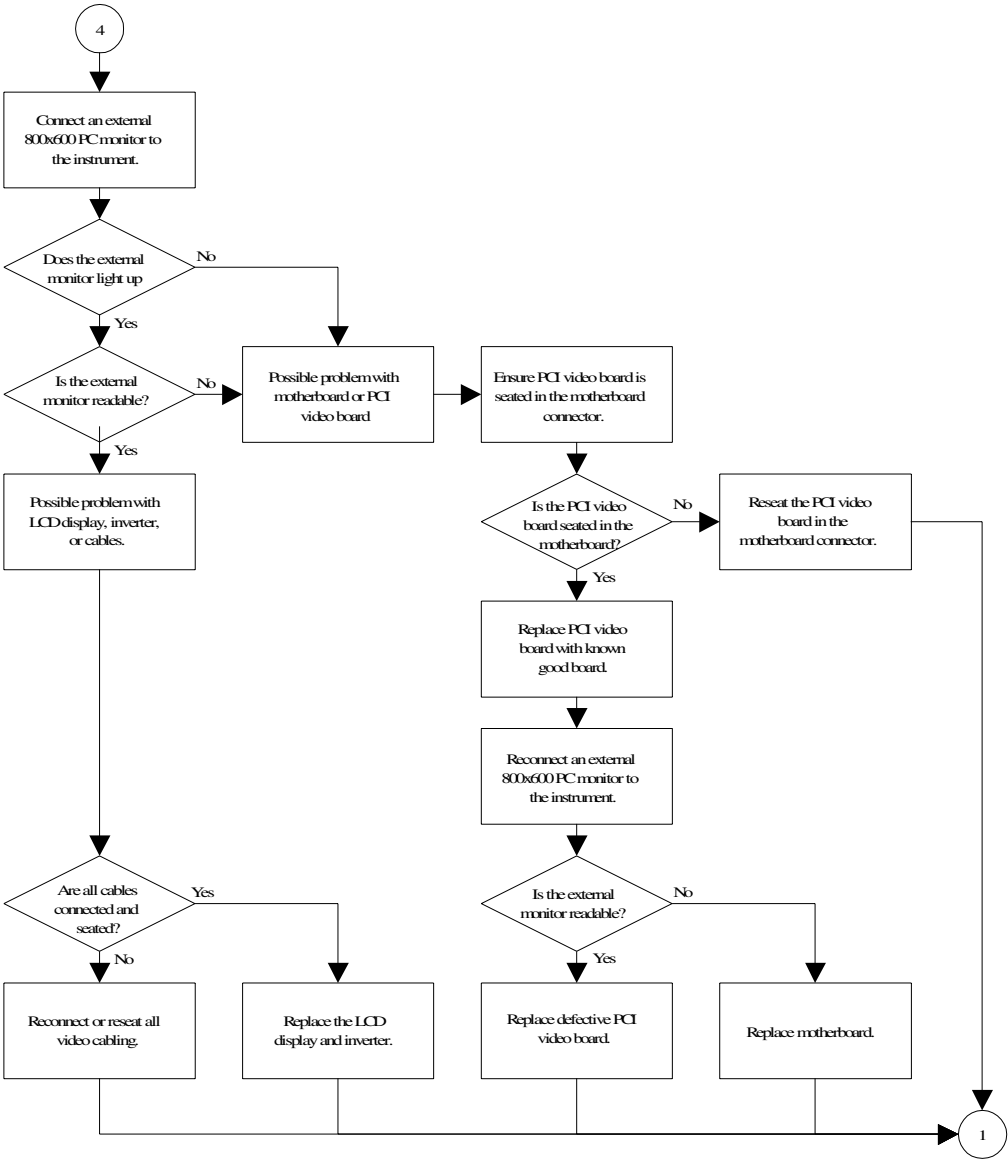 4
Connect an external
800x600 PC monitor to
the instrument.
Does the external
monitor light up
No
Yes
Is the external
monitor readable?
No
Yes
Possible problem with
motherboard or PCI
video board
Ensure PCI video board is
seated in the motherboard
connector.
Possible problem with
LCD display, inverter,
or cables.
Is the PCI video
board seated in the
motherboard?
No
Yes
Reseat the PCI video
board in the
motherboard connector.
Replace PCI video
board with known
good board.
Reconnect an external
800x600 PC monitor to
the instrument.
Are all cables
connected and
seated?
Yes
No
Is the external
monitor readable?
No
Yes
Reconnect or reseat all
video cabling.
Replace the LCD
display and inverter.
Replace defective PCI
video board.
Replace motherboard.
1